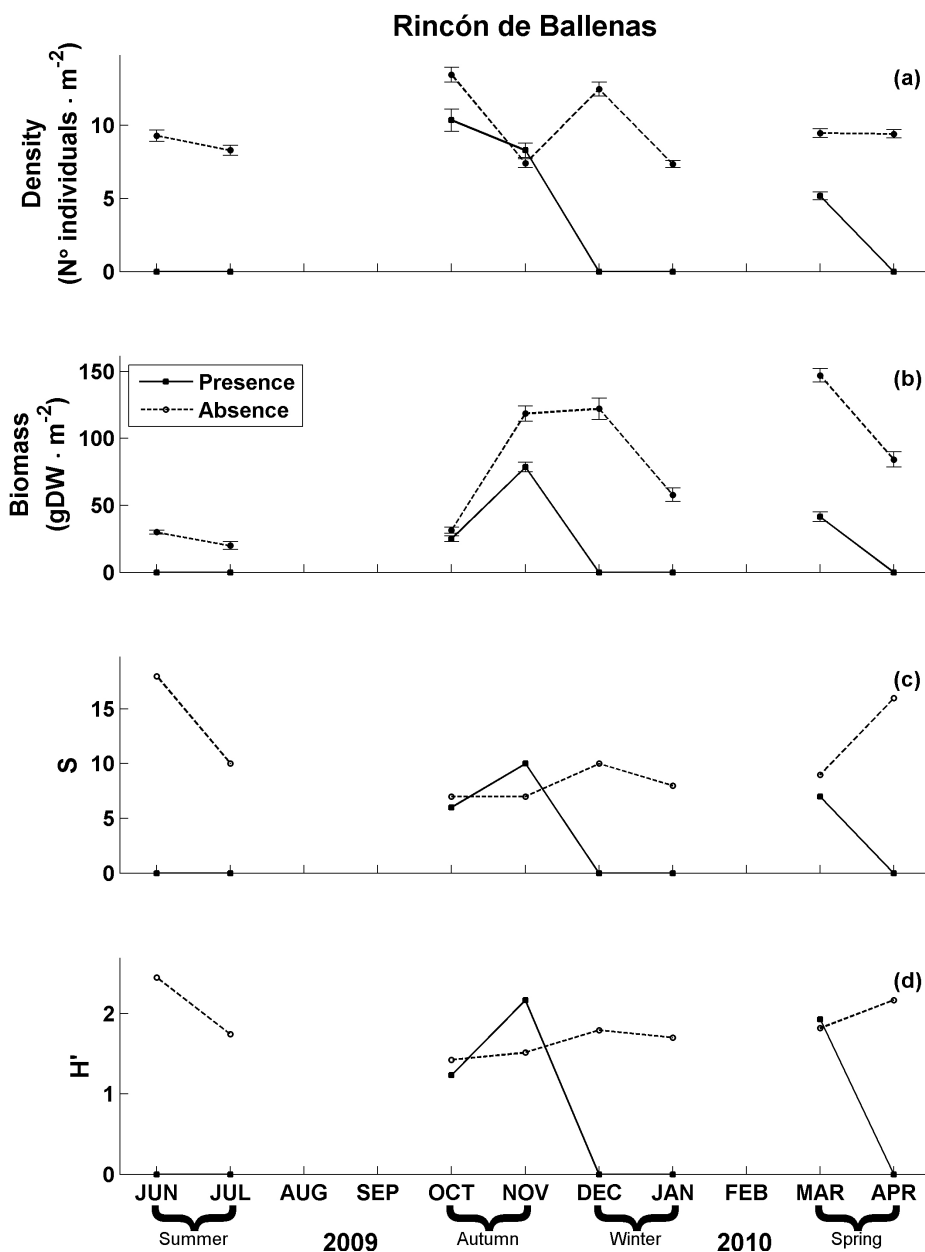 Rincón de Ballenas
Density
(Nº individuals · m-2)
10
5
0
(a)
Biomass
(gDW · m-2)
150
100
50
0
Presence
Absence
(b)
S
15
10
5
0
(c)
H'
2
1
0
(d)
JUN JUL AUG SEP OCT NOV DEC JAN FEB MAR APR
Summer 2009 Autumn Winter 2010 Spring